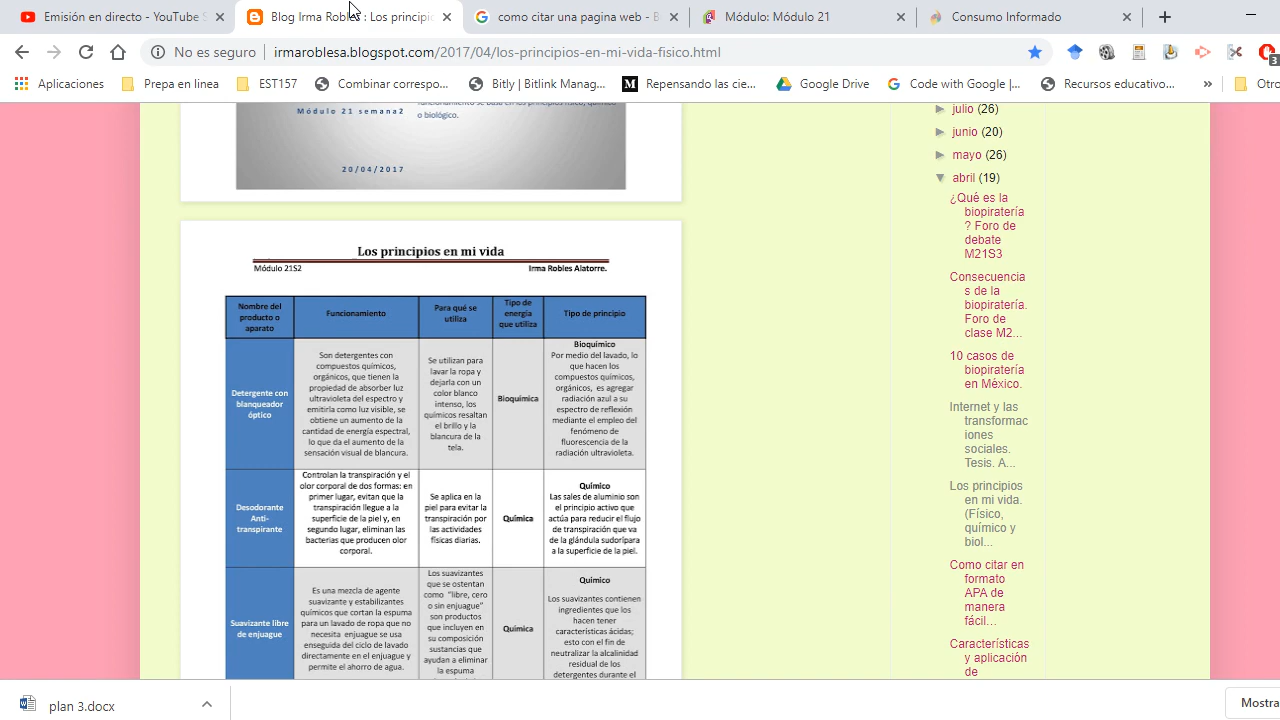 Emisión en directo - YouTube S
Blog Irma Robles : Los principio
como citar una pagina web - B
Módulo: Módulo 21
Consumo Informado
No es seguro
irmaroblesa.blogspot.com/2017/04/los-principios-en-mi-vida-fisico.html
3
Aplicaciones
Prepa en linea
EST157
Combinar correspo...
Bitly | Bitlink Manag...
Repensando las cie...
Google Drive
Code with Google |...
Recursos educativo...
»
Otro
funcionamiento se basa en los principios físico, químico
o biológico.
Módulo 21 semana2
20/04/2017
Los principios en mi vida
Módulo 21S2
Irma Robles Alatorre.
Nombre del
producto o
aparato
Funcionamiento
Para qué se
utiliza
Tipo de
energía
que utiliza
Tipo de principio
Detergente con
blanqueador
óptico
Son detergentes con
compuestos químicos,
orgánicos, que tienen la
propiedad de absorber luz
ultravioleta del espectro y
emitirla como luz visible, se
obtiene un aumento de la
cantidad de energía espectral,
lo que da el aumento de la
sensación visual de blancura.
Se utilizan para
lavar la ropa y
dejarla con un
color blanco
intenso, los
químicos resaltan
el brillo y la
blancura de la
tela.
Bioquímica
Bioquímico
Por medio del lavado, lo
que hacen los
compuestos químicos,
orgánicos, es agregar
radiación azul a su
espectro de reflexión
mediante el empleo del
fenómeno de
fluorescencia de la
radiación ultravioleta.
Desodorante
Anti-
transpirante
Controlan la transpiración y el
olor corporal de dos formas: en
primer lugar, evitan que la
transpiración llegue a la
superficie de la piel y, en
segundo lugar, eliminan las
bacterias que producen olor
corporal.
Se aplica en la
piel para evitar la
transpiración por
las actividades
físicas diarias.
Química
Químico
Las sales de aluminio son
el principio activo que
actúa para reducir el flujo
de transpiración que va
de la glándula sudorípara
a la superficie de la piel.
Suavizante libre
de enjuague
Es una mezcla de agente
suavizante y estabilizantes
químicos que cortan la espuma
para un lavado de ropa que no
necesita enjuague se usa
enseguida del ciclo de lavado
directamente en el enjuague y
permite el ahorro de agua.
Los suavizantes
que se ostentan
como "libre, cero
o sin enjuague"
son productos
que incluyen en
su composición
sustancias que
ayudan a eliminar
la espuma
Química
Químico
Los suavizantes contienen
ingredientes que los
hacen tener
características ácidas;
esto con el fin de
neutralizar la alcalinidad
residual de los
detergentes durante el
► julio (26)
► junio (20)
► mayo (26)
▼ abril (19)
¿Qué es la
biopiratería
? Foro de
debate
M21S3
Consecuencia
s de la
biopiratería.
Foro de
clase M2...
10 casos de
biopiratería
en México.
Internet y las
transformac
iones
sociales.
Tesis. A...
Los principios
en mi vida.
(Físico,
químico y
biol...
Como citar en
formato
APA de
manera
fácil...
Características
y aplicación
de
plan 3.docx
Mostra